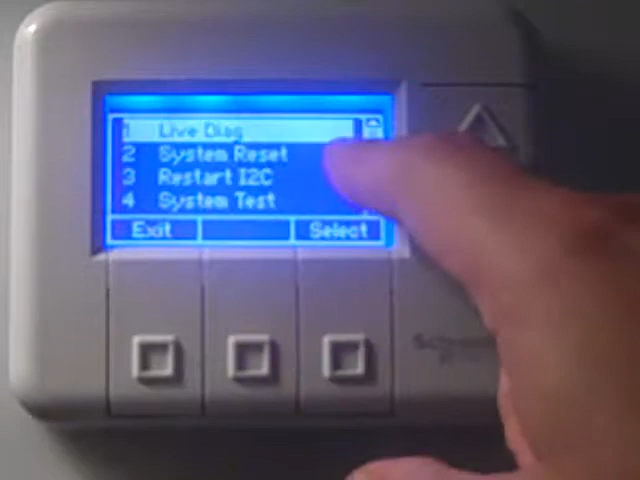 1 Live Diag
2 System Reset
3 Restart I2C
4 System Test
Exit Select